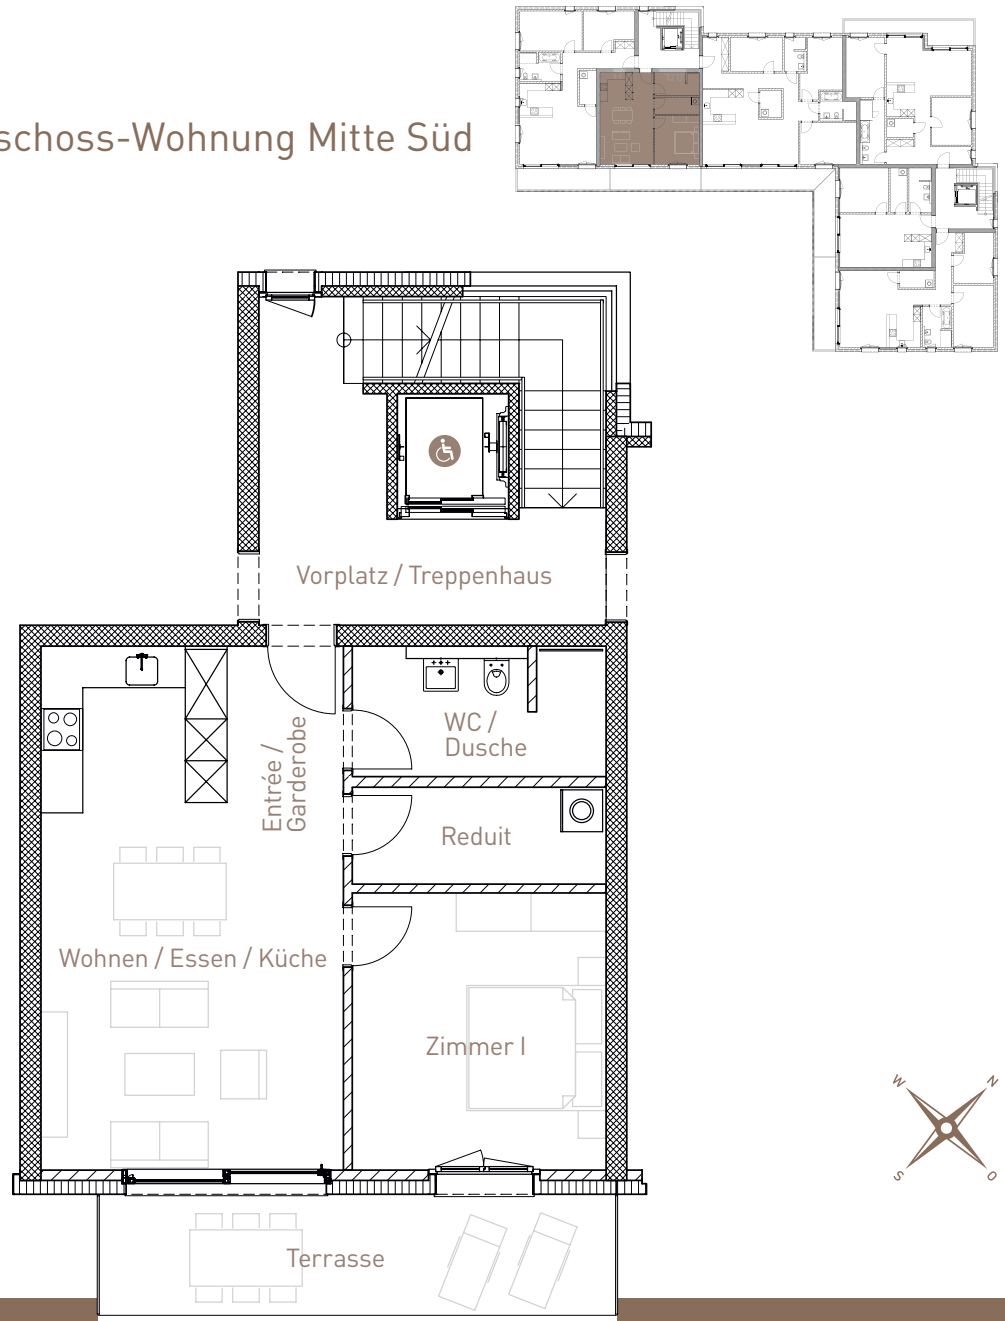 schoss-Wohnung Mitte Süd
Vorplatz / Treppenhaus
Entrée /
Garderobe
WC /
Dusche
Reduit
Wohnen / Essen / Küche
Zimmer I
W
N
S
O
Terrasse